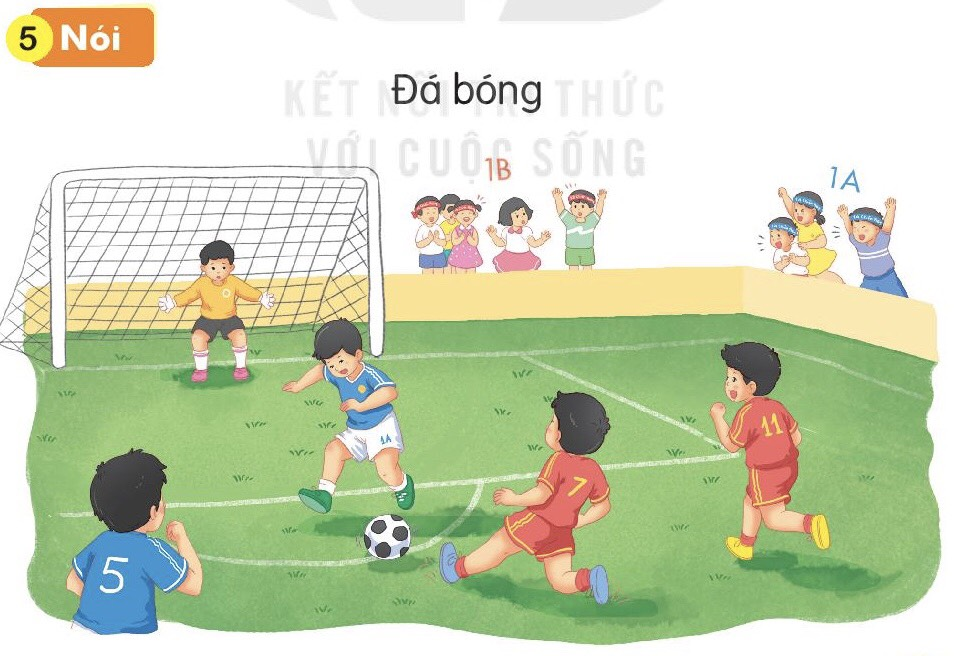 5 Nói
Đá bóng
KẾT NỐI TRI THỨC
VỚI CUỘC SỐNG
1B
1A
1A
5
7
11